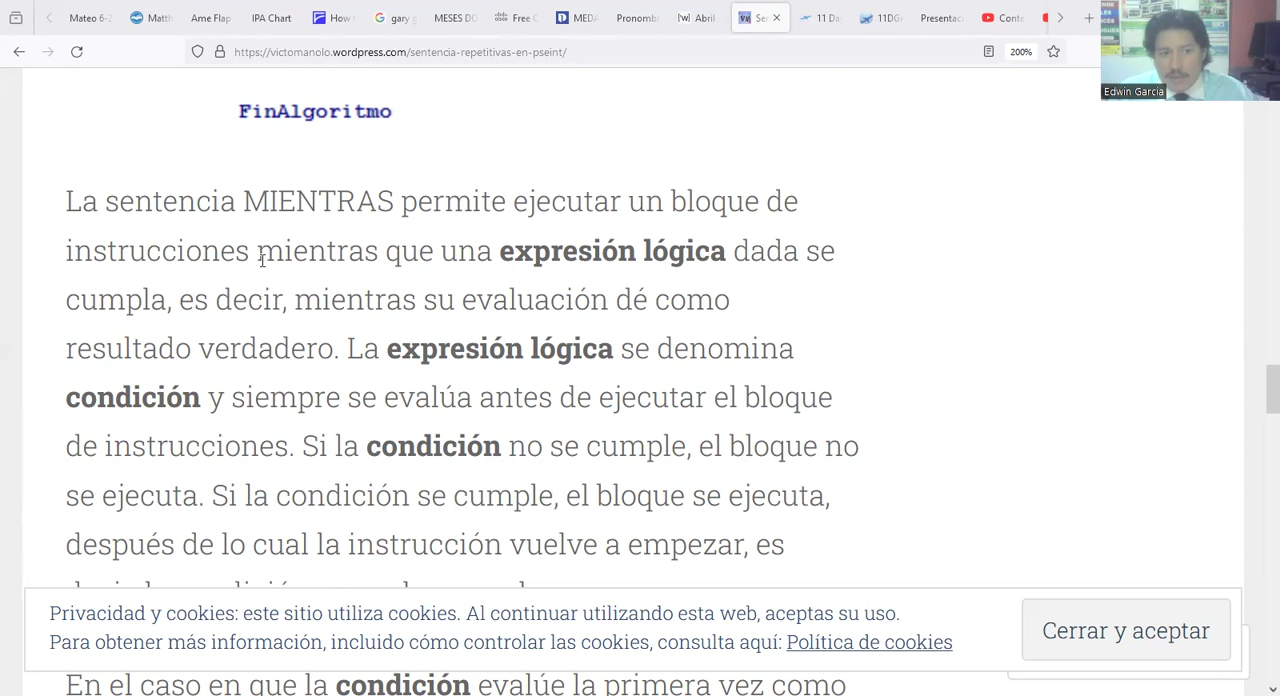 Mateo 6-2
Matth
Ame Flap
IPA Chart
How t
gary g
MESES DO
Free C
MEDA
Pronomb
Abril
Sen
11 Da
11DG
Presentac
Conte
https://victomanolo.wordpress.com/sentencia-repetitivas-en-pseint/
200%
Edwin García
FinAlgoritmo
La sentencia MIENTRAS permite ejecutar un bloque de
instrucciones mientras que una expresión lógica dada se
cumpla, es decir, mientras su evaluación dé como
resultado verdadero. La expresión lógica se denomina
condición y siempre se evalúa antes de ejecutar el bloque
de instrucciones. Si la condición no se cumple, el bloque no
se ejecuta. Si la condición se cumple, el bloque se ejecuta,
después de lo cual la instrucción vuelve a empezar, es
Privacidad y cookies: este sitio utiliza cookies. Al continuar utilizando esta web, aceptas su uso.
Para obtener más información, incluido cómo controlar las cookies, consulta aquí: Política de cookies
Cerrar y aceptar
En el caso en que la condición evalúe la primera vez como